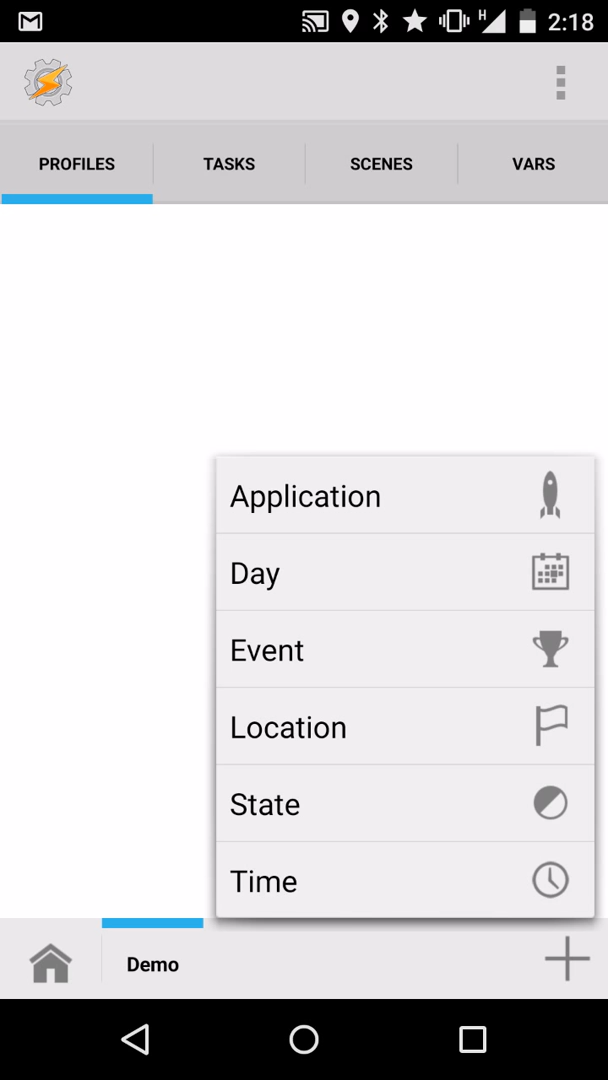 H
2:18
PROFILES
TASKS
SCENES
VARS
Application
Day
Event
Location
State
Time
Demo